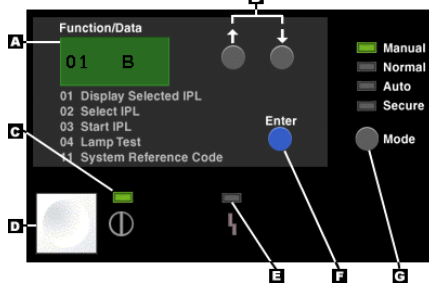 Function/Data
A
01 B
01 Display Selected IPL
02 Select IPL
03 Start IPL
04 Lamp Test
11 System Reference Code
Manual
Normal
Auto
Secure
Enter
Mode
C
D
E
F
G